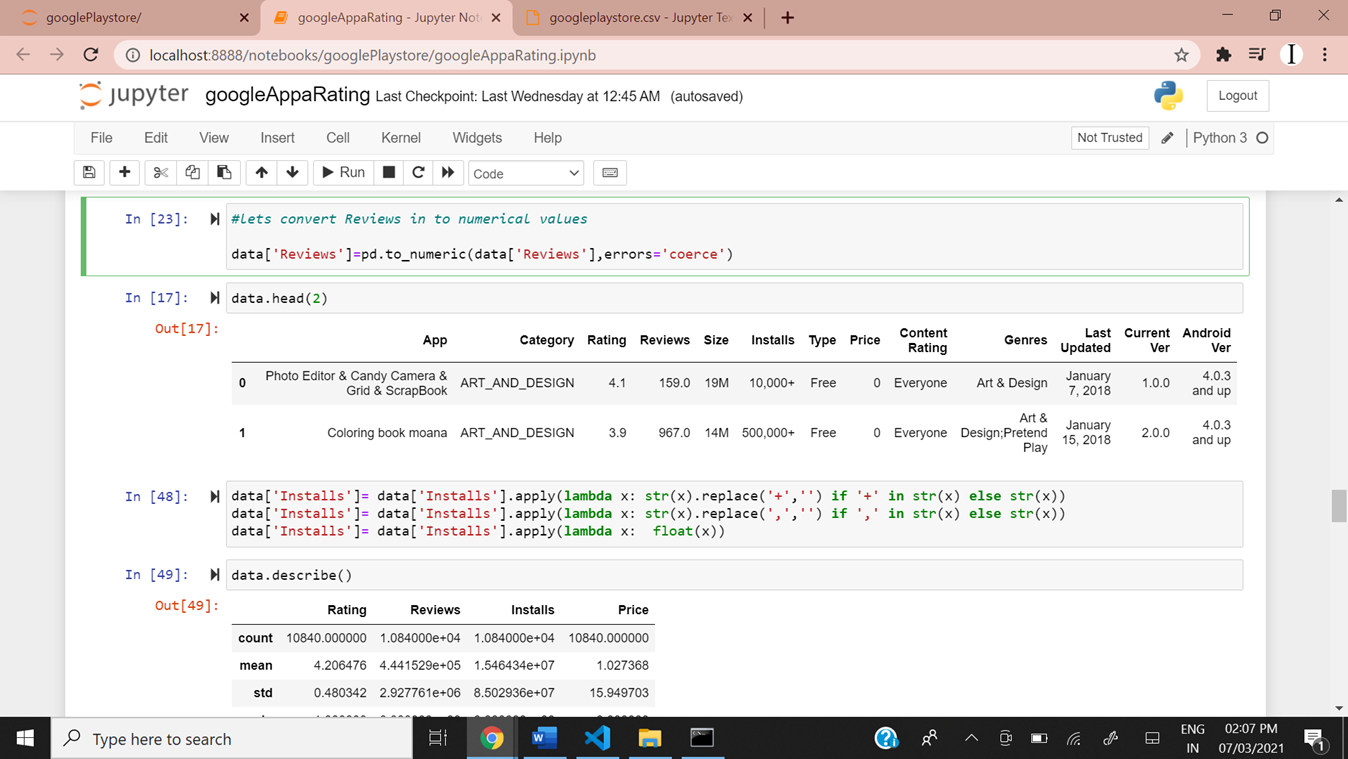 googlePlaystore/
googleAppaRating - Jupyter Not
googleplaystore.csv - Jupyter Tex
localhost:8888/notebooks/googlePlaystore/googleAppaRating.ipynb
jupyter googleAppaRating Last Checkpoint: Last Wednesday at 12:45 AM (autosaved)
Logout
File Edit View Insert Cell Kernel Widgets Help
Not Trusted
Python 3
Run
Code
In [23]: #lets convert Reviews in to numerical values
data['Reviews']=pd.to_numeric(data['Reviews'],errors='coerce')
In [17]: data.head(2)
Out[17]:
App Category Rating Reviews Size Installs Type Price Content Rating Genres Last Updated Current Ver Android Ver
0 Photo Editor & Candy Camera & Grid & ScrapBook ART_AND_DESIGN 4.1 159.0 19M 10,000+ Free 0 Everyone Art & Design January 7, 2018 1.0.0 4.0.3 and up
1 Coloring book moana ART_AND_DESIGN 3.9 967.0 14M 500,000+ Free 0 Everyone Art & Design;Pretend Play January 15, 2018 2.0.0 4.0.3 and up
In [48]: data['Installs']= data['Installs'].apply(lambda x: str(x).replace('+','') if '+' in str(x) else str(x))
data['Installs']= data['Installs'].apply(lambda x: str(x).replace(',','') if ',' in str(x) else str(x))
data['Installs']= data['Installs'].apply(lambda x:  float(x))
In [49]: data.describe()
Out[49]:
Rating Reviews Installs Price
count 10840.000000 1.084000e+04 1.084000e+04 10840.000000
mean 4.206476 4.441529e+05 1.546434e+07 1.027368
std 0.480342 2.927761e+06 8.502936e+07 15.949703
Type here to search
ENG
IN
02:07 PM
07/03/2021
1